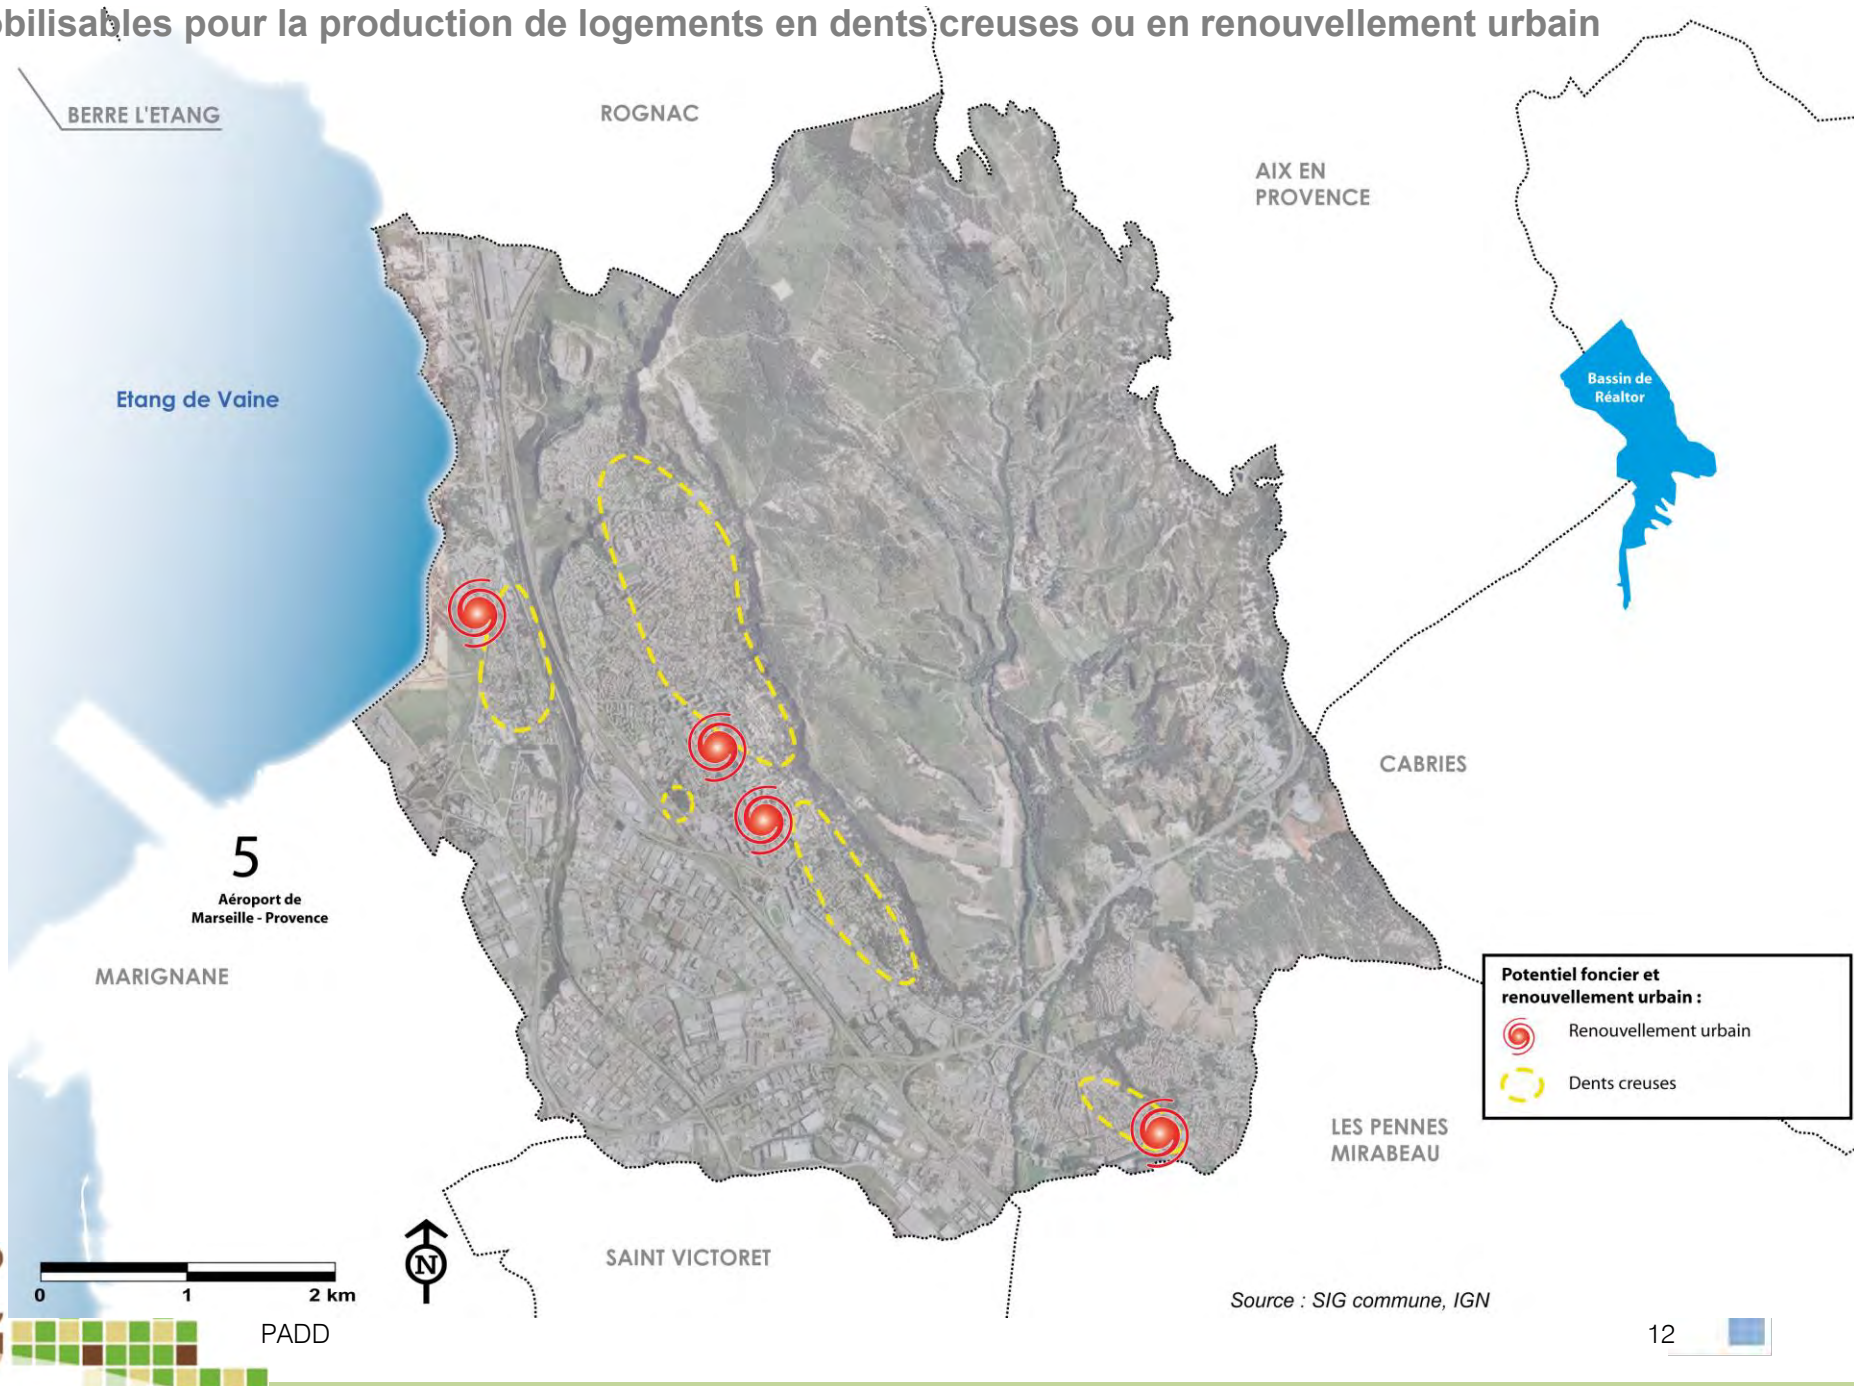 bilisables pour la production de logements en dents creuses ou en renouvellement urbain
BERRE L'ETANG
ROGNAC
AIX EN
PROVENCE
Etang de Vaine
Bassin de
Réaltor
CABRIES
5
Aéroport de
Marseille - Provence
MARIGNANE
Potentiel foncier et
renouvellement urbain :
Renouvellement urbain
Dents creuses
LES PENNES
MIRABEAU
SAINT VICTORET
N
0 1 2 km
Source : SIG commune, IGN
PADD
12